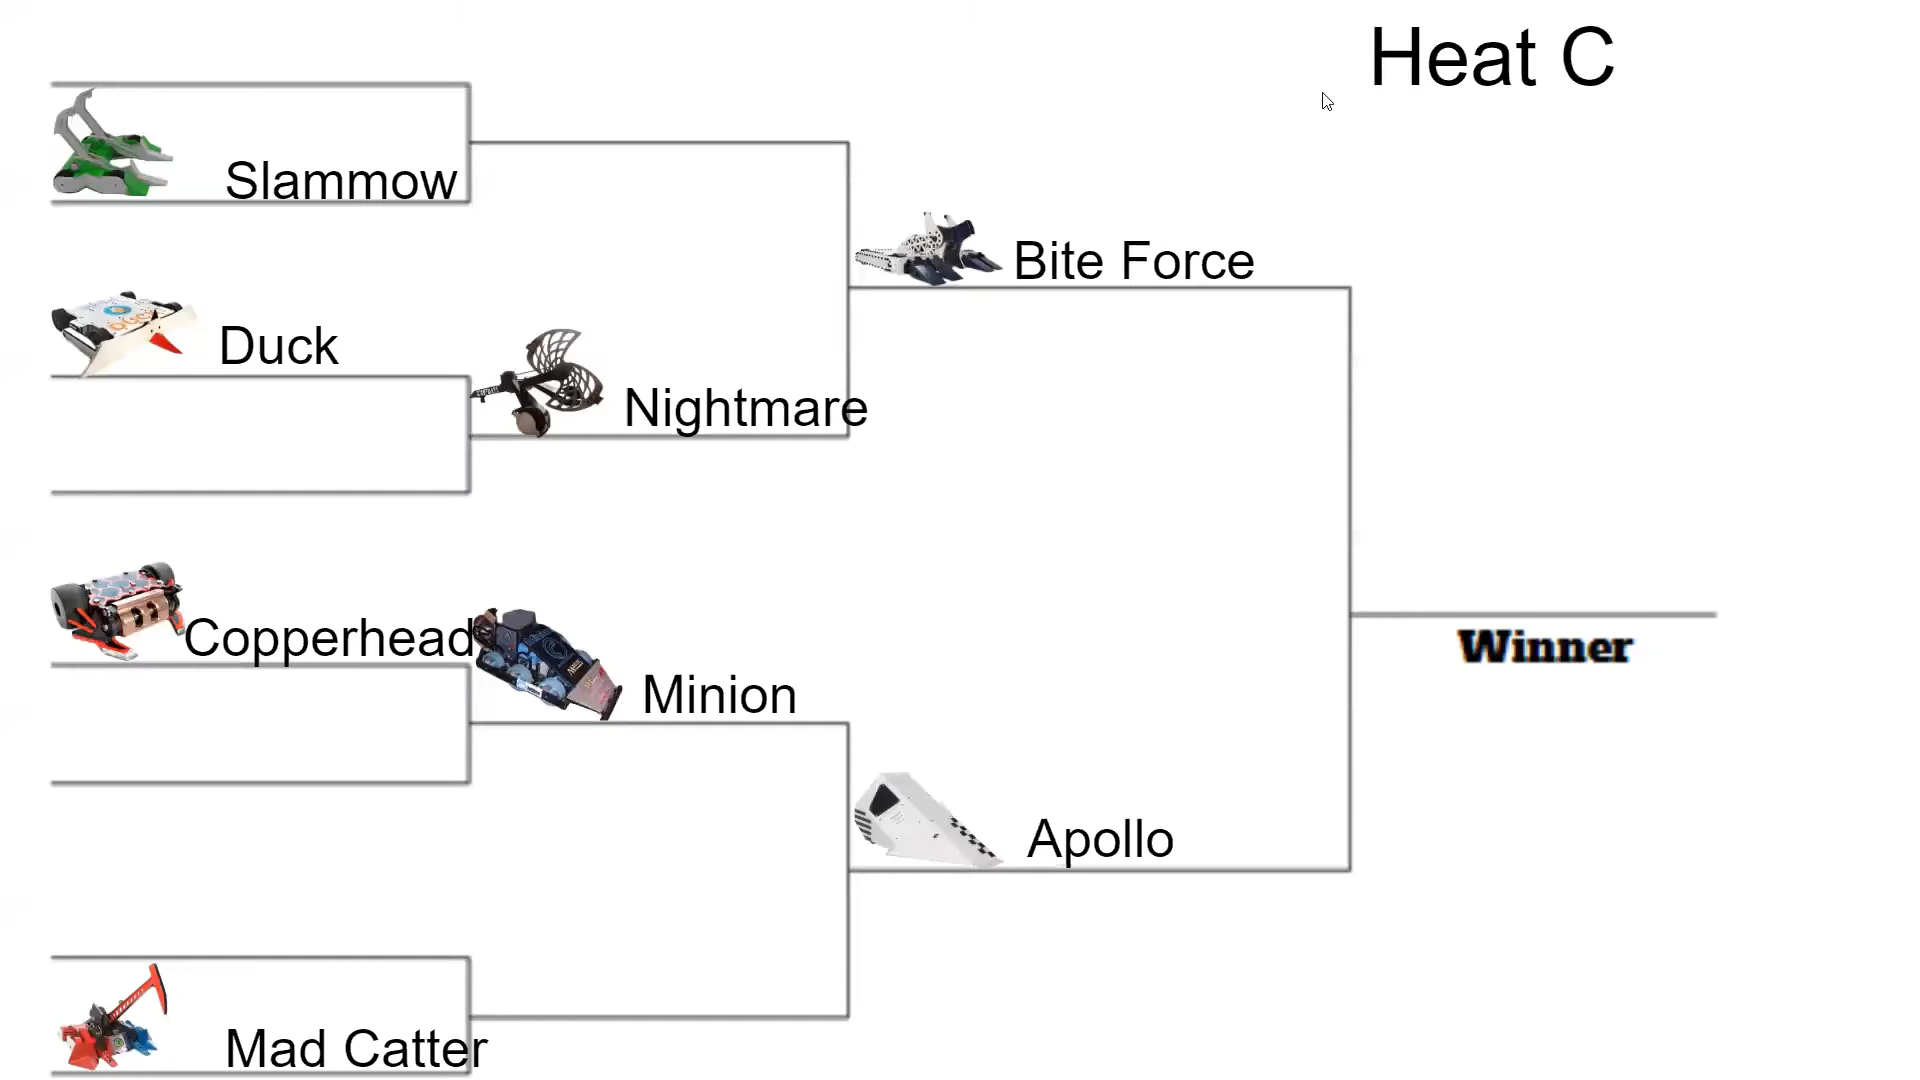 Heat C
Slammow
Bite Force
Duck
Nightmare
Copperhead
Winner
Minion
Apollo
Mad Catter